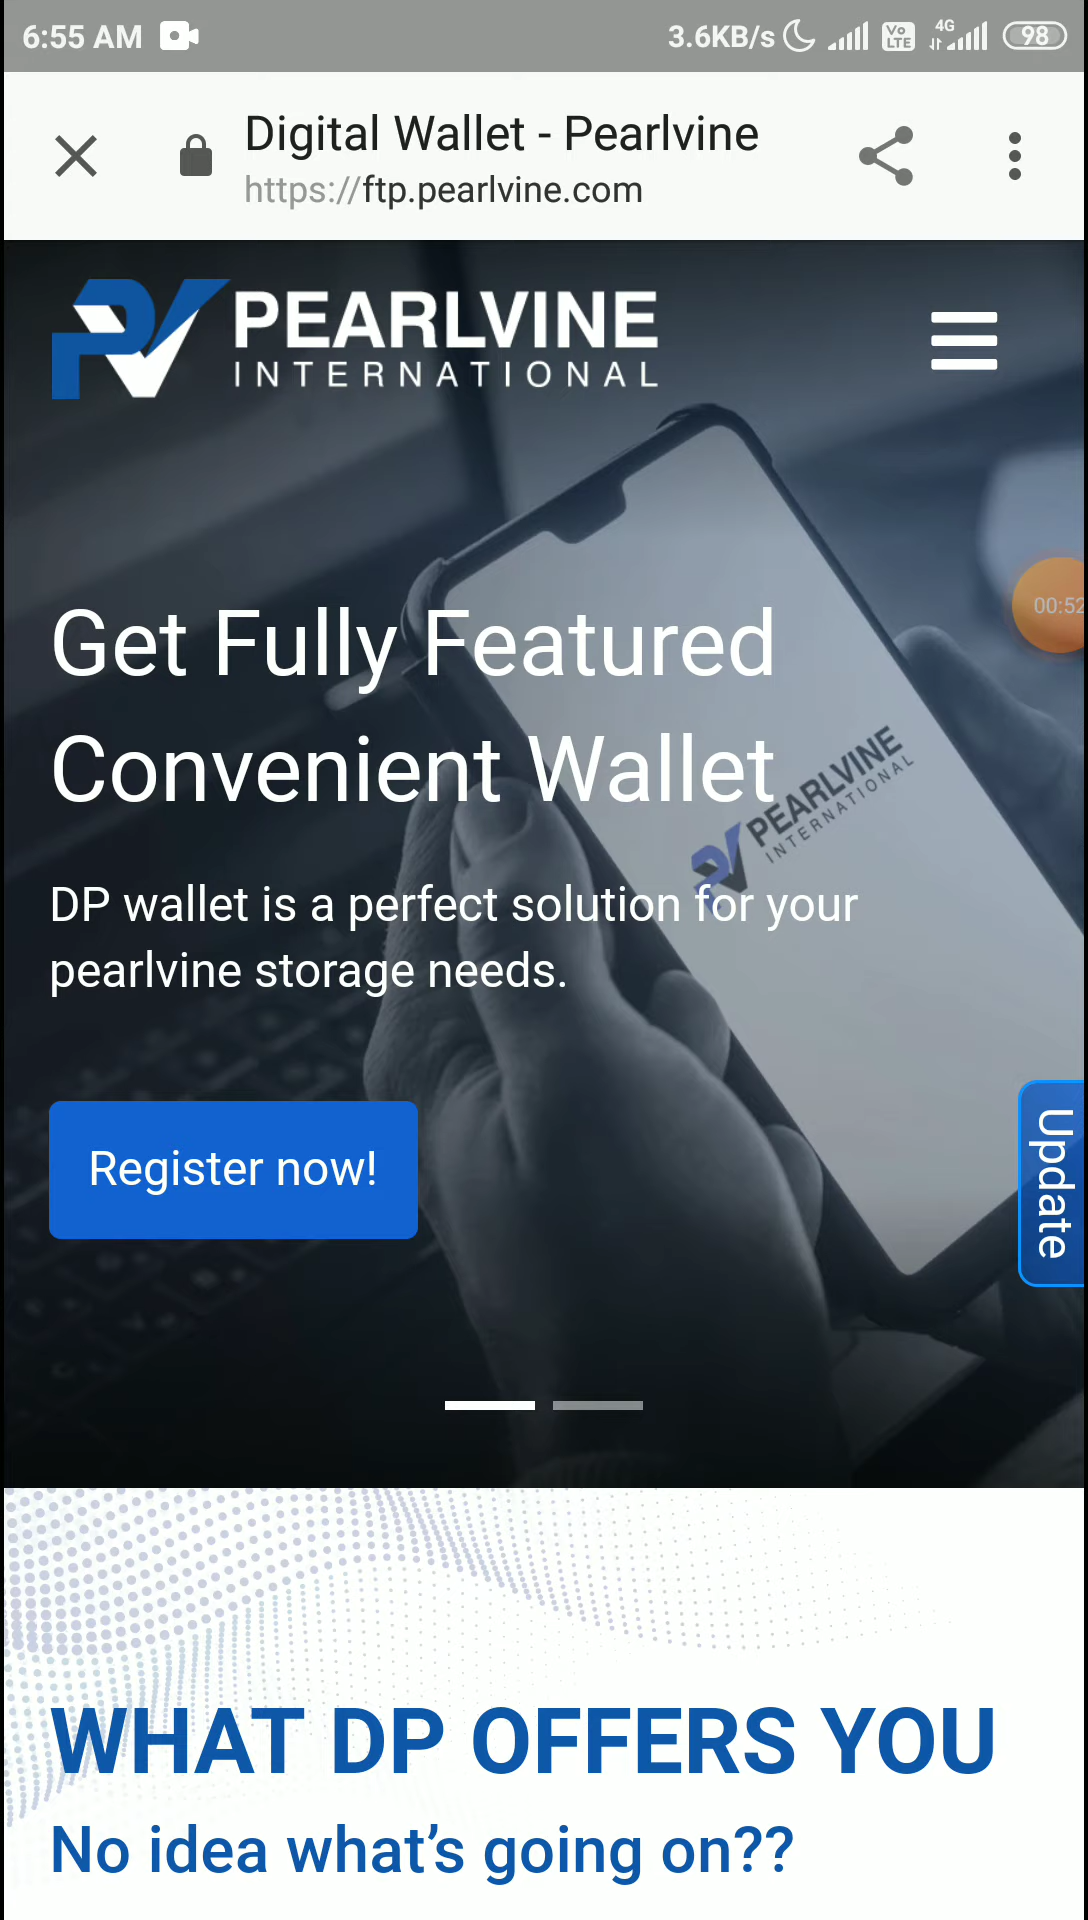 6:55 AM 3.6KB/s Vo LTE 4G 98
Digital Wallet - Pearlvine
https://ftp.pearlvine.com
PEARLVINE
INTERNATIONAL
00:52
Get Fully Featured
Convenient Wallet
PEARLVINE
INTERNATIONAL
DP wallet is a perfect solution for your
pearlvine storage needs.
Register now!
Update
WHAT DP OFFERS YOU
No idea what's going on??